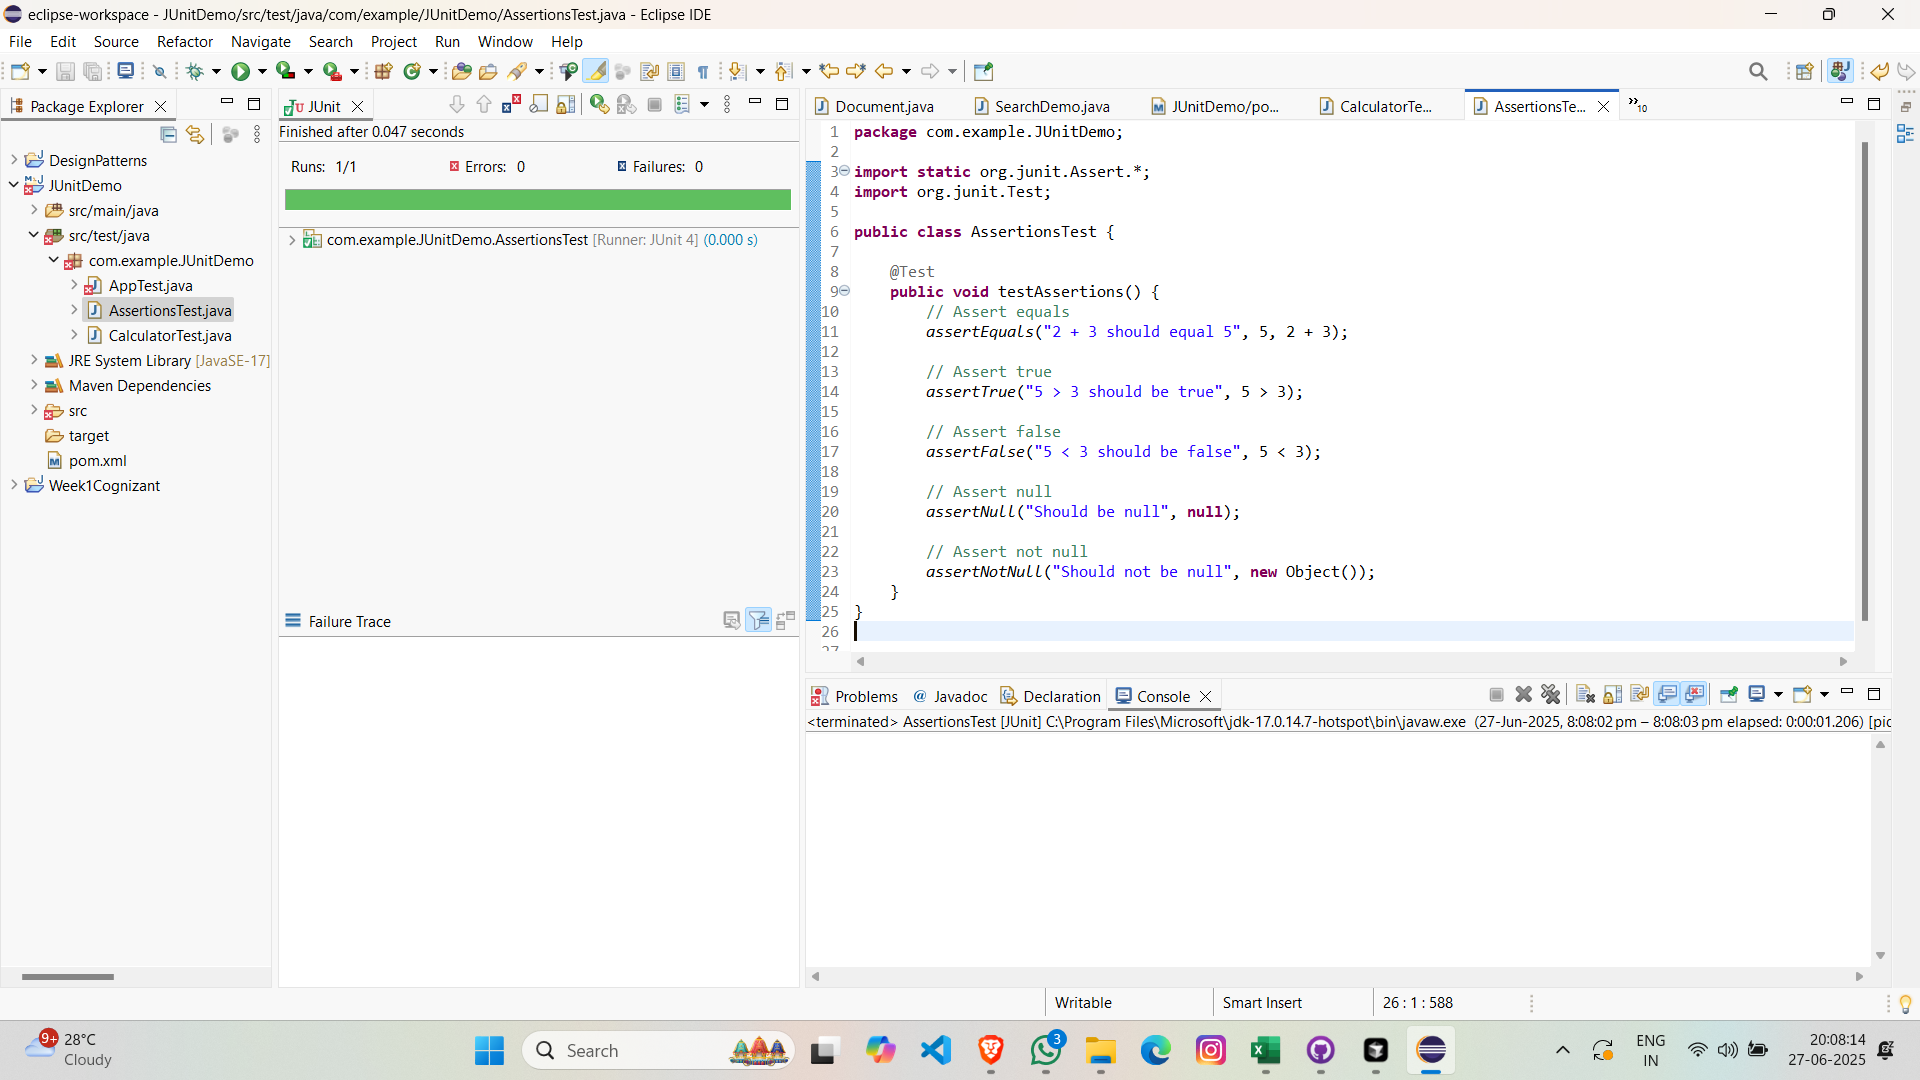 eclipse-workspace - JUnitDemo/src/test/java/com/example/JUnitDemo/AssertionsTest.java - Eclipse IDE
File Edit Source Refactor Navigate Search Project Run Window Help
Package Explorer
DesignPatterns
JUnitDemo
src/main/java
src/test/java
com.example.JUnitDemo
AppTest.java
AssertionsTest.java
CalculatorTest.java
JRE System Library [JavaSE-17]
Maven Dependencies
src
target
pom.xml
Week1Cognizant
JUnit
Finished after 0.047 seconds
Runs: 1/1 Errors: 0 Failures: 0
com.example.JUnitDemo.AssertionsTest [Runner: JUnit 4] (0.000 s)
Failure Trace
Document.java SearchDemo.java JUnitDemo/po... CalculatorTe... AssertionsTe... »10
1 package com.example.JUnitDemo;
2
3 import static org.junit.Assert.*;
4 import org.junit.Test;
5
6 public class AssertionsTest {
7
8 @Test
9 public void testAssertions() {
10 // Assert equals
11 assertEquals("2 + 3 should equal 5", 5, 2 + 3);
12
13 // Assert true
14 assertTrue("5 > 3 should be true", 5 > 3);
15
16 // Assert false
17 assertFalse("5 < 3 should be false", 5 < 3);
18
19 // Assert null
20 assertNull("Should be null", null);
21
22 // Assert not null
23 assertNotNull("Should not be null", new Object());
24 }
25 }
26
27
Problems @ Javadoc Declaration Console
<terminated> AssertionsTest [JUnit] C:\Program Files\Microsoft\jdk-17.0.14.7-hotspot\bin\javaw.exe (27-Jun-2025, 8:08:02 pm – 8:08:03 pm elapsed: 0:00:01.206) [pic
Writable Smart Insert 26 : 1 : 588
9+ 28°C
Cloudy
Search
3
ENG
IN
20:08:14
27-06-2025